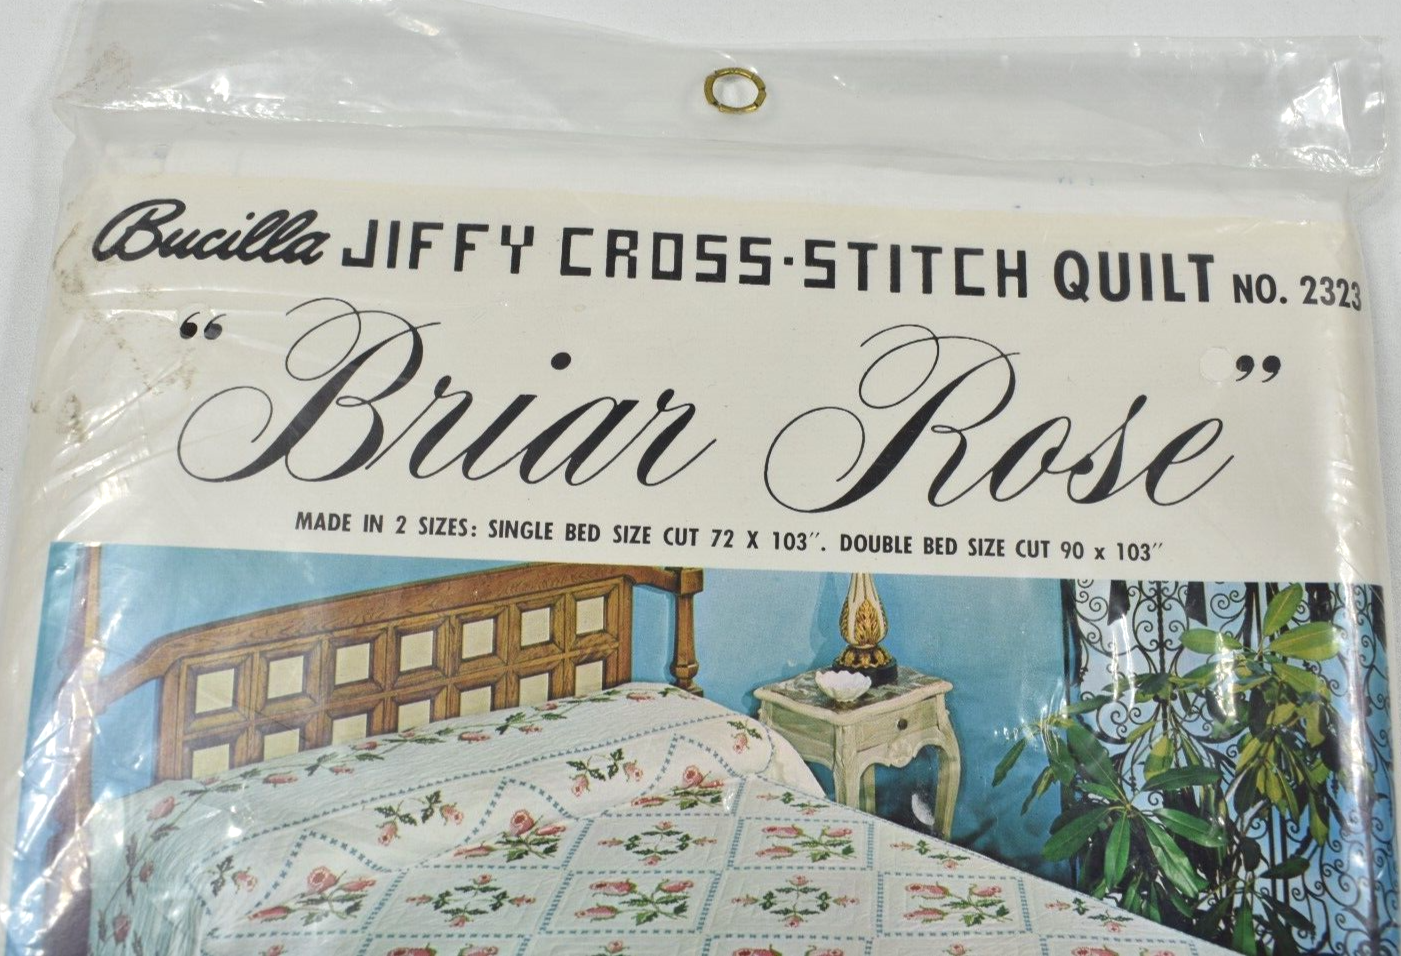 Bucilla JIFFY CROSS-STITCH QUILT NO. 2323
“Briar Rose”
MADE IN 2 SIZES: SINGLE BED SIZE CUT 72 X 103″. DOUBLE BED SIZE CUT 90 x 103″